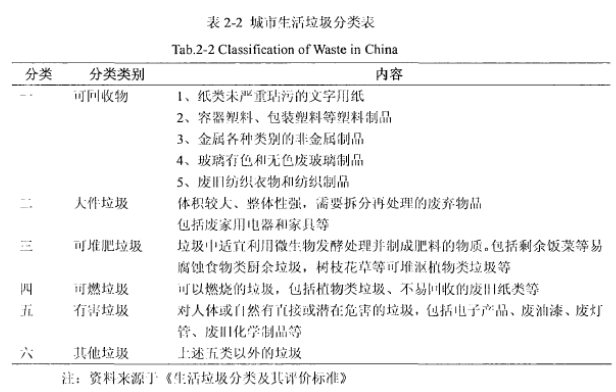 表 2-2 城市生活垃圾分类表
Tab.2-2 Classification of Waste in China
分类 分类类别 内容
一 可回收物 1、纸类未严重玷污的文字用纸
2、容器塑料、包装塑料等塑料制品
3、金属各种类别的非金属制品
4、玻璃有色和无色废玻璃制品
5、废旧纺织衣物和纺织制品
二 大件垃圾 体积较大、整体性强，需要拆分再处理的废弃物品
包括废家用电器和家具等
三 可堆肥垃圾 垃圾中适宜利用微生物发酵处理并制成肥料的物质。包括剩余饭菜等易
腐蚀食物类厨余垃圾，树枝花草等可堆沤植物类垃圾等
四 可燃垃圾 可以燃烧的垃圾，包括植物类垃圾、不易回收的废旧纸类等
五 有害垃圾 对人体或自然有直接或潜在危害的垃圾，包括电子产品、废油漆、废灯
管、废旧化学制品等
六 其他垃圾 上述五类以外的垃圾
注：资料来源于《生活垃圾分类及其评价标准》